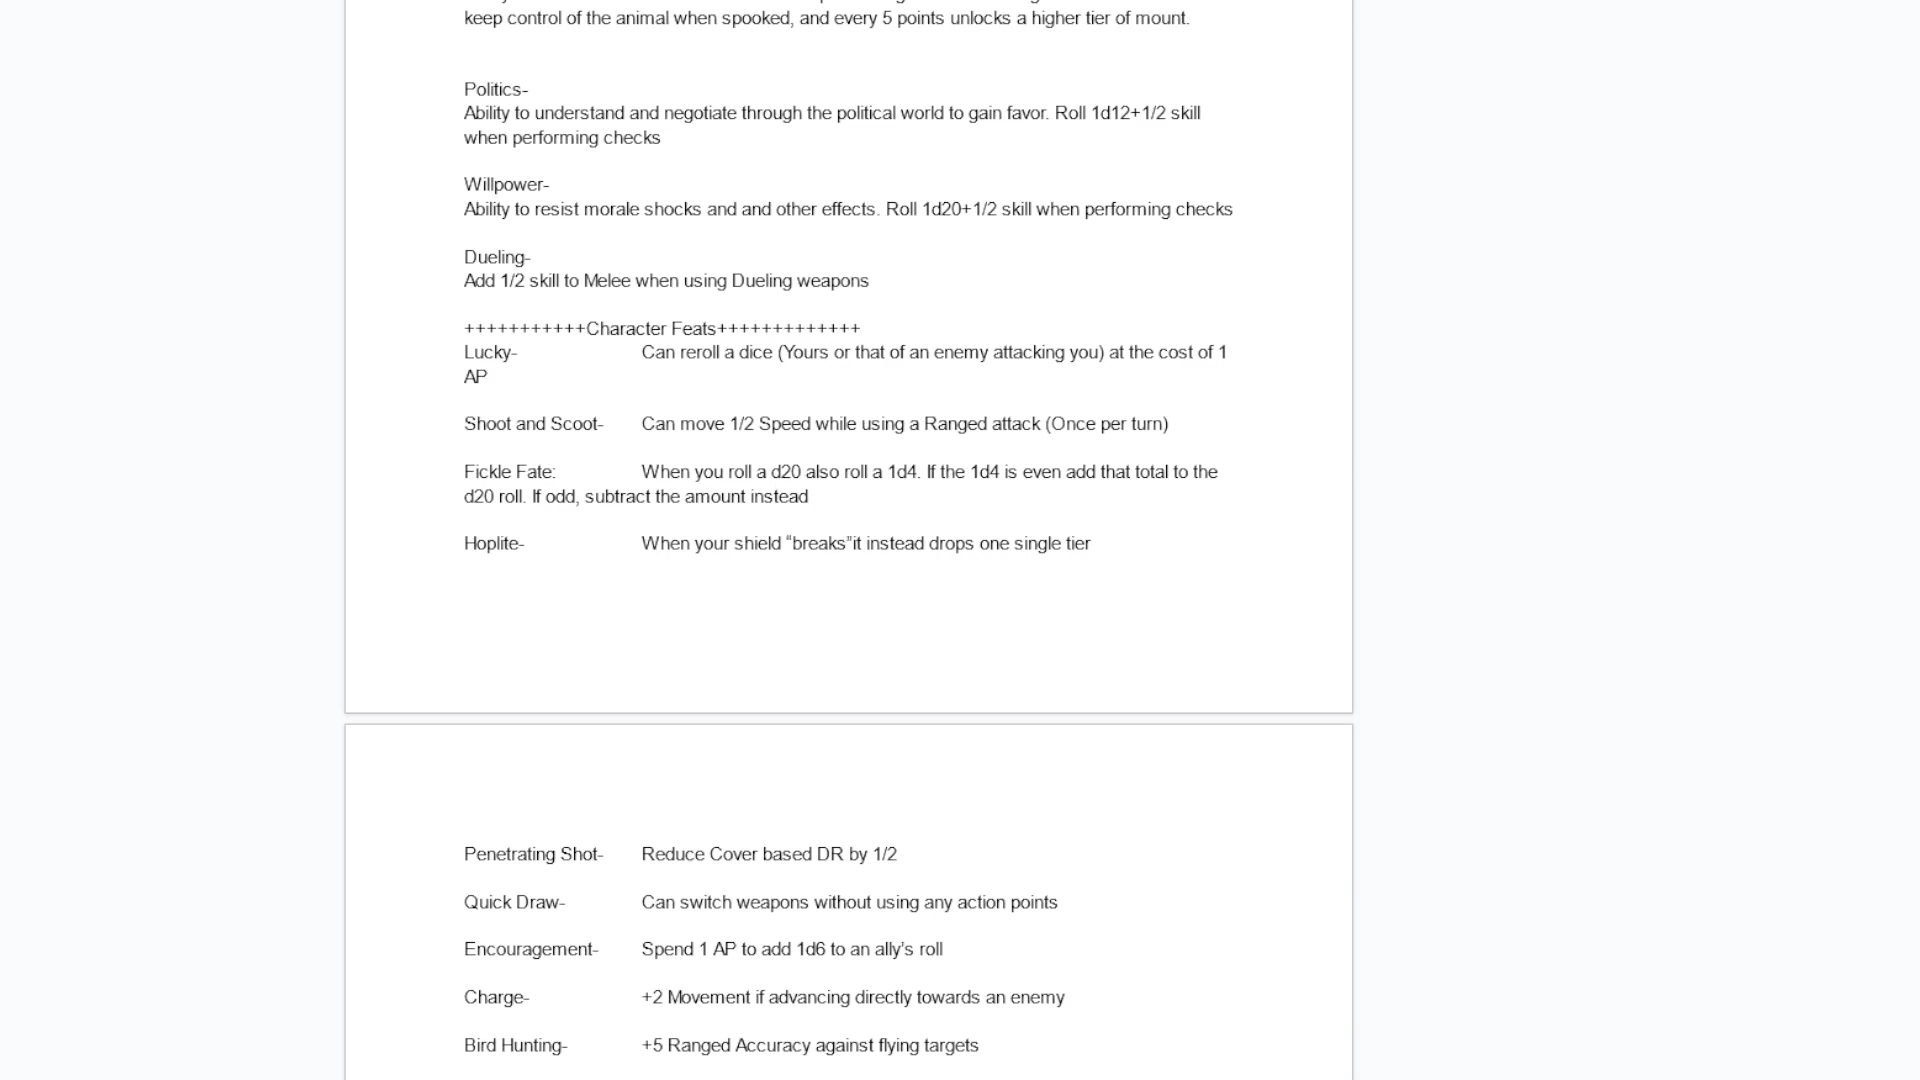 keep control of the animal when spooked, and every 5 points unlocks a higher tier of mount.
Politics-
Ability to understand and negotiate through the political world to gain favor. Roll 1d12+1/2 skill
when performing checks
Willpower-
Ability to resist morale shocks and and other effects. Roll 1d20+1/2 skill when performing checks
Dueling-
Add 1/2 skill to Melee when using Dueling weapons
+++++++++++Character Feats+++++++++++++
Lucky- Can reroll a dice (Yours or that of an enemy attacking you) at the cost of 1
AP
Shoot and Scoot- Can move 1/2 Speed while using a Ranged attack (Once per turn)
Fickle Fate: When you roll a d20 also roll a 1d4. If the 1d4 is even add that total to the
d20 roll. If odd, subtract the amount instead
Hoplite- When your shield “breaks”it instead drops one single tier
Penetrating Shot- Reduce Cover based DR by 1/2
Quick Draw- Can switch weapons without using any action points
Encouragement- Spend 1 AP to add 1d6 to an ally’s roll
Charge- +2 Movement if advancing directly towards an enemy
Bird Hunting- +5 Ranged Accuracy against flying targets